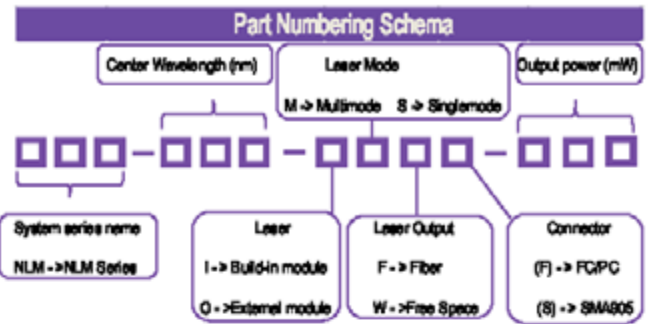 Part Numbering Schema
Center Wavelength (nm)
Laser Mode
M -> Multimode S -> Singlemode
Output power (mW)
System series name
NLM ->NLM Series
Laser
I -> Build-in module
O ->External module
Laser Output
F -> Fiber
W ->Free Space
Connector
(F) -> FC/PC
(S) -> SMA905